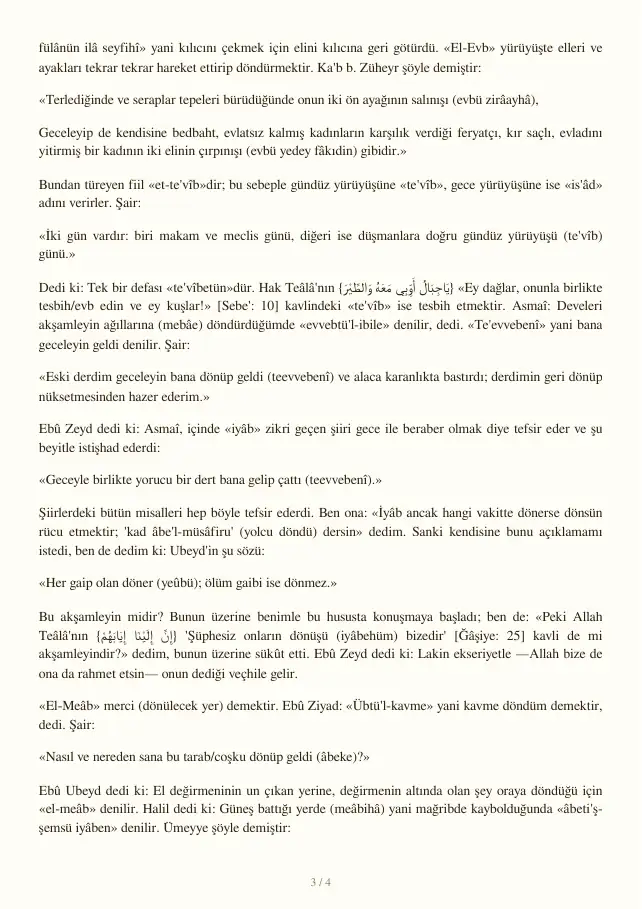 fülânün ilâ seyfihî» yani kılıcını çekmek için elini kılıcına geri götürdü. «El-Evb» yürüyüşte elleri ve
ayakları tekrar tekrar hareket ettirip döndürmektir. Ka'b b. Züheyr şöyle demiştir:
«Terlediğinde ve seraplar tepeleri bürüdüğünde onun iki ön ayağının salınışı (evbü zirâayhâ),
Geceleyip de kendisine bedbaht, evlatsız kalmış kadınların karşılık verdiği feryatçı, kır saçlı, evladını
yitirmiş bir kadının iki elinin çırpınışı (evbü yedey fâkıdin) gibidir.»
Bundan türeyen fiil «et-te'vîb»dir; bu sebeple gündüz yürüyüşüne «te'vîb», gece yürüyüşüne ise «is'âd»
adını verirler. Şair:
«İki gün vardır: biri makam ve meclis günü, diğeri ise düşmanlara doğru gündüz yürüyüşü (te'vîb)
günü.»
Dedi ki: Tek bir defası «te'vîbetün»dür. Hak Teâlâ'nın {يَاجِبَالُ أَوِّبِي مَعَهُ وَالطَّيْرَ} «Ey dağlar, onunla birlikte
tesbih/evb edin ve ey kuşlar!» [Sebe': 10] kavlindeki «te'vîb» ise tesbih etmektir. Asmaî: Develeri
akşamleyin ağıllarına (mebâe) döndürdüğümde «evvebtü'l-ibile» denilir, dedi. «Te'evvebenî» yani bana
geceleyin geldi denilir. Şair:
«Eski derdim geceleyin bana dönüp geldi (teevvebenî) ve alaca karanlıkta bastırdı; derdimin geri dönüp
nüksetmesinden hazer ederim.»
Ebû Zeyd dedi ki: Asmaî, içinde «iyâb» zikri geçen şiiri gece ile beraber olmak diye tefsir eder ve şu
beyitle istişhad ederdi:
«Geceyle birlikte yorucu bir dert bana gelip çattı (teevvebenî).»
Şiirlerdeki bütün misalleri hep böyle tefsir ederdi. Ben ona: «İyâb ancak hangi vakitte dönerse dönsün
rücu etmektir; 'kad âbe'l-müsâfiru' (yolcu döndü) dersin» dedim. Sanki kendisine bunu açıklamamı
istedi, ben de dedim ki: Ubeyd'in şu sözü:
«Her gaip olan döner (yeûbü); ölüm gaibi ise dönmez.»
Bu akşamleyin midir? Bunun üzerine benimle bu hususta konuşmaya başladı; ben de: «Peki Allah
Teâlâ'nın {إِنَّ إِلَيْنَا إِيَابَهُمْ} 'Şüphesiz onların dönüşü (iyâbehüm) bizedir' [Ğâşiye: 25] kavli de mi
akşamleyindir?» dedim, bunun üzerine sükût etti. Ebû Zeyd dedi ki: Lakin ekseriyetle —Allah bize de
ona da rahmet etsin— onun dediği veçhile gelir.
«El-Meâb» merci (dönülecek yer) demektir. Ebû Ziyad: «Übtü'l-kavme» yani kavme döndüm demektir,
dedi. Şair:
«Nasıl ve nereden sana bu tarab/coşku dönüp geldi (âbeke)?»
Ebû Ubeyd dedi ki: El değirmeninin un çıkan yerine, değirmenin altında olan şey oraya döndüğü için
«el-meâb» denilir. Halil dedi ki: Güneş battığı yerde (meâbihâ) yani mağribde kaybolduğunda «âbeti'ş-
şemsü iyâben» denilir. Ümeyye şöyle demiştir:
3 / 4